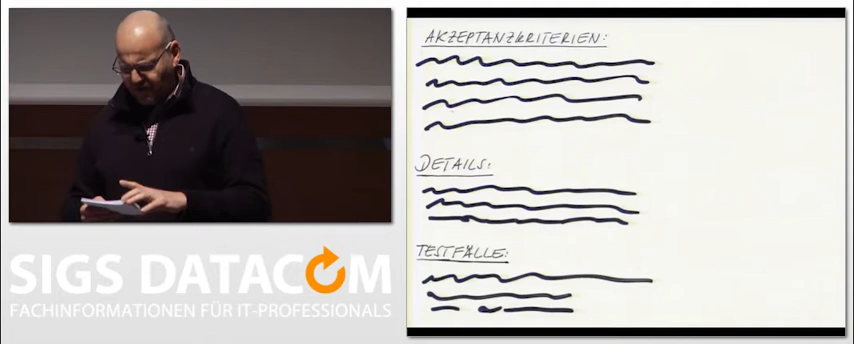 AKZEPTANZKRITERIEN:
DETAILS:
TESTFÄLLE:
SIGS DATACOM
FACHINFORMATIONEN FÜR IT-PROFESSIONALS